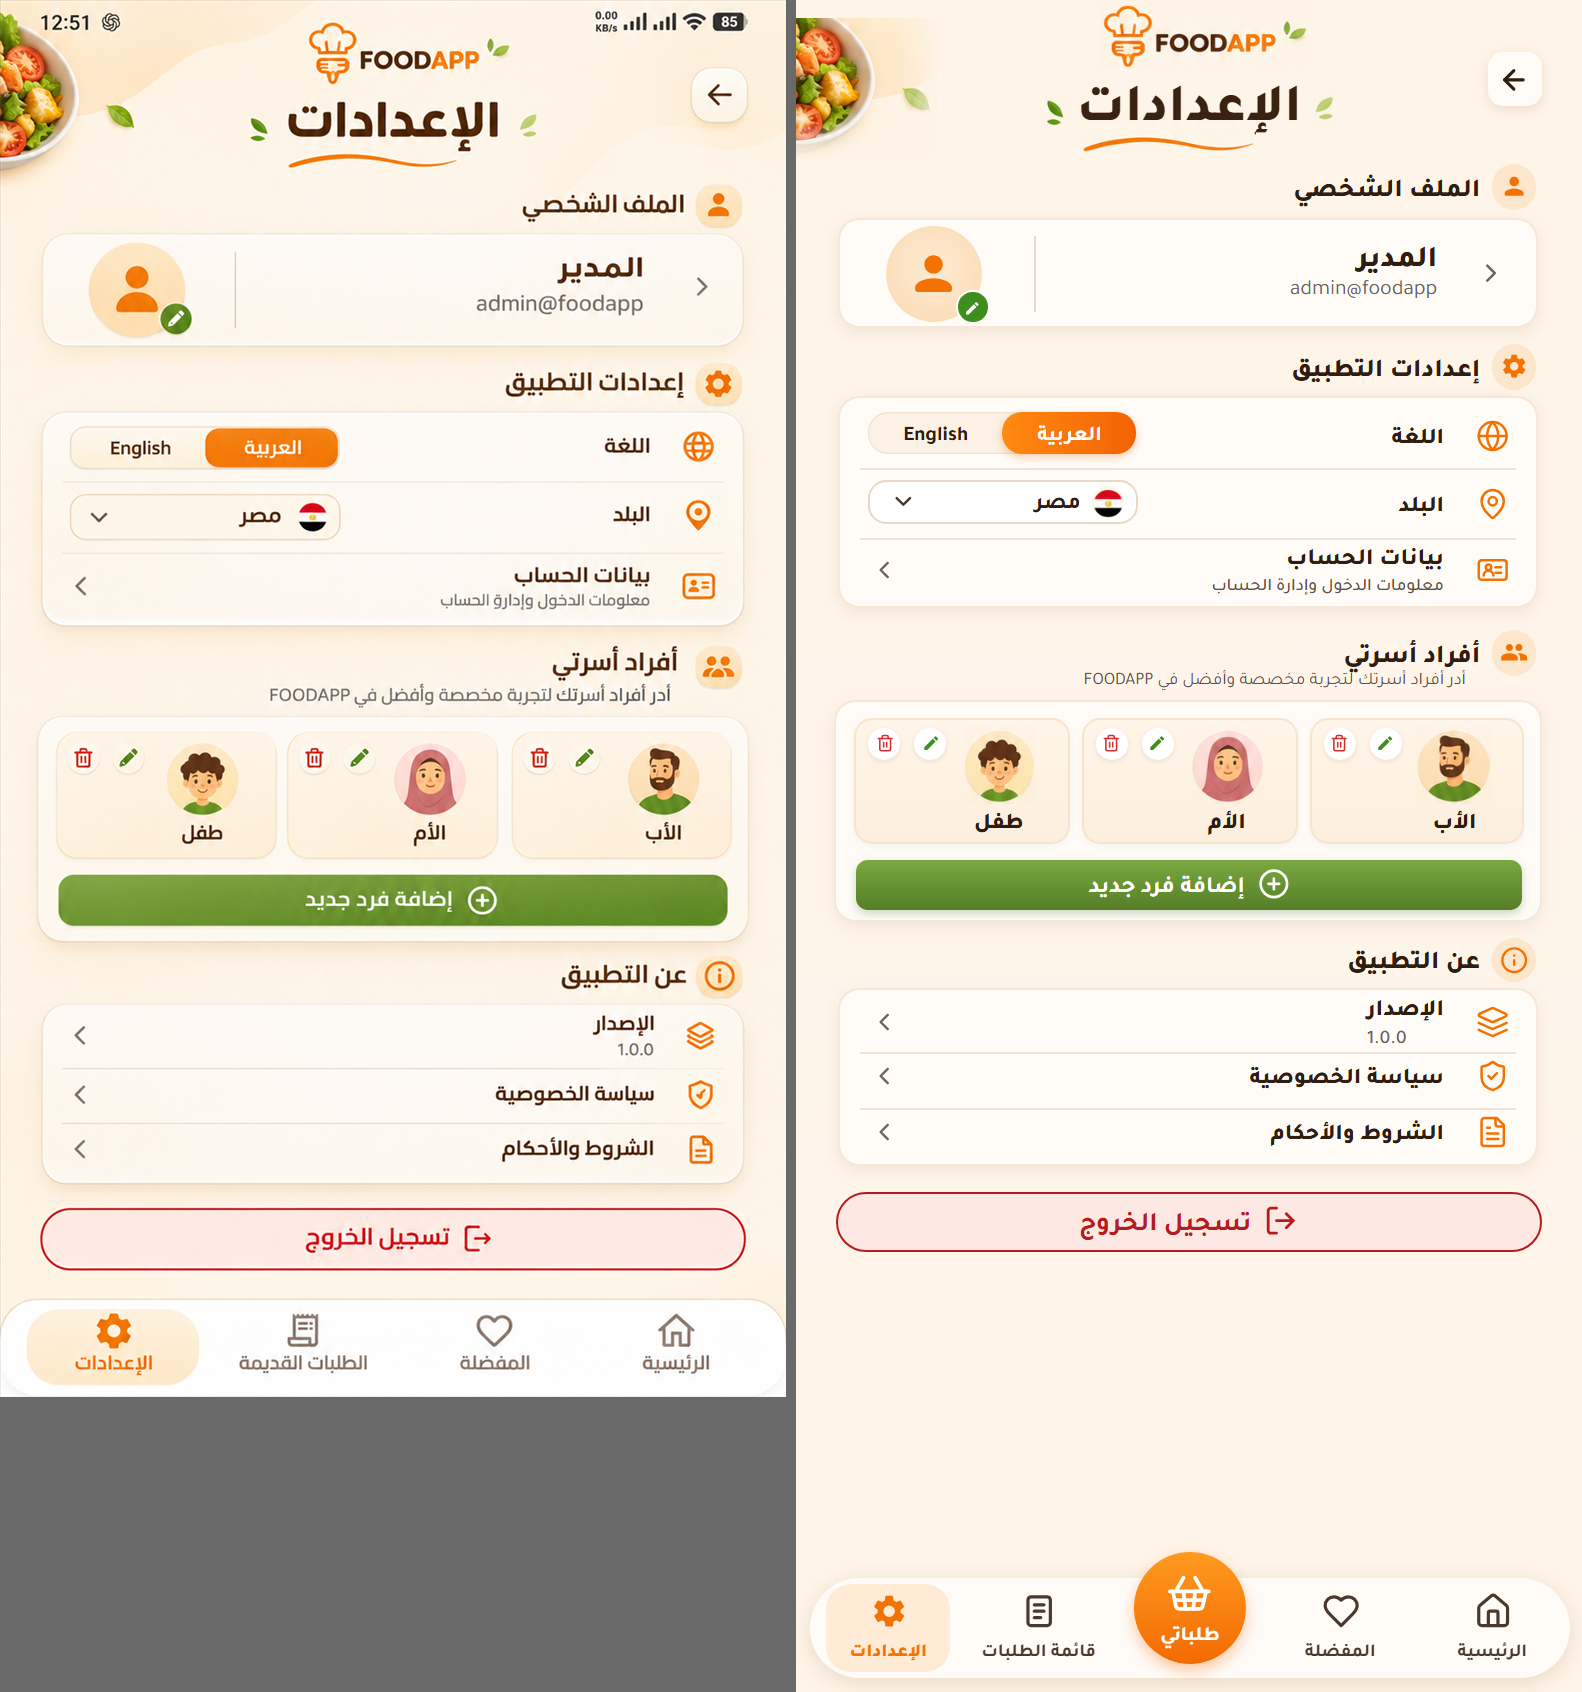 12:51
0.00
KB/s
85
FOODAPP
الإعدادات
الملف الشخصي
المدير
admin@foodapp
إعدادات التطبيق
اللغة
العربية
English
البلد
مصر
بيانات الحساب
معلومات الدخول وإدارة الحساب
أفراد أسرتي
أدر أفراد أسرتك لتجربة مخصصة وأفضل في FOODAPP
الأب
الأم
طفل
إضافة فرد جديد
عن التطبيق
الإصدار
1.0.0
سياسة الخصوصية
الشروط والأحكام
تسجيل الخروج
الرئيسية
المفضلة
الطلبات القديمة
الإعدادات
FOODAPP
الإعدادات
الملف الشخصي
المدير
admin@foodapp
إعدادات التطبيق
اللغة
العربية
English
البلد
مصر
بيانات الحساب
معلومات الدخول وإدارة الحساب
أفراد أسرتي
أدر أفراد أسرتك لتجربة مخصصة وأفضل في FOODAPP
الأب
الأم
طفل
إضافة فرد جديد
عن التطبيق
الإصدار
1.0.0
سياسة الخصوصية
الشروط والأحكام
تسجيل الخروج
الرئيسية
المفضلة
طلباتي
قائمة الطلبات
الإعدادات